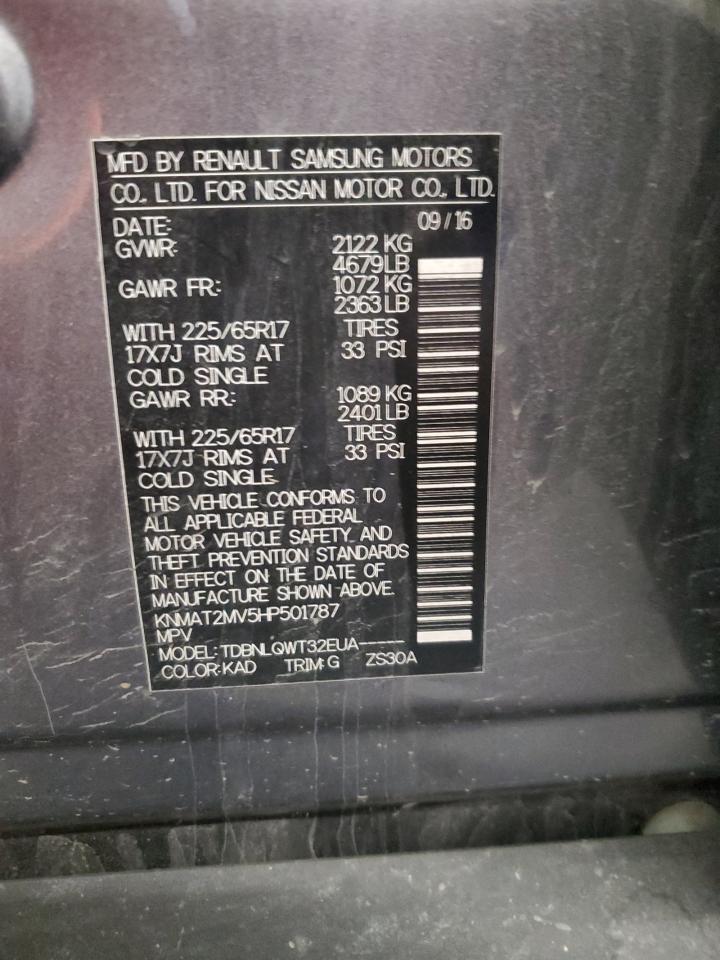 MFD BY RENAULT SAMSUNG MOTORS
CO., LTD. FOR NISSAN MOTOR CO., LTD.
DATE: 09/16
GVWR: 2122 KG
4679LB
GAWR FR: 1072 KG
2363LB
WITH 225/65R17 TIRES
17X7J RIMS AT 33 PSI
COLD SINGLE
GAWR RR: 1089 KG
2401LB
WITH 225/65R17 TIRES
17X7J RIMS AT 33 PSI
COLD SINGLE
THIS VEHICLE CONFORMS TO
ALL APPLICABLE FEDERAL
MOTOR VEHICLE SAFETY AND
THEFT PREVENTION STANDARDS
IN EFFECT ON THE DATE OF
MANUFACTURE SHOWN ABOVE.
KNMAT2MV5HP501787
MPV
MODEL: TDBNLQWT32EUA------
COLOR:KAD TRIM:G ZS30A